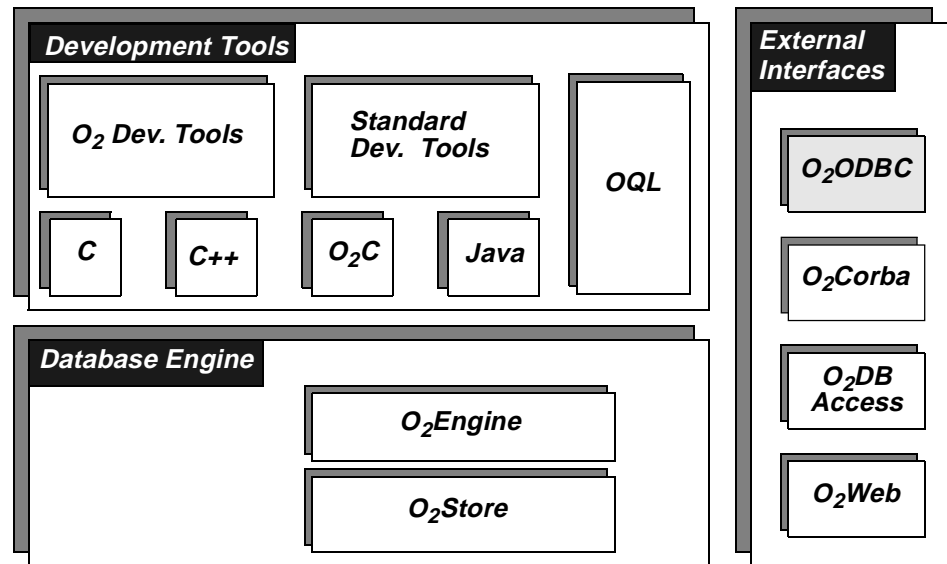 Development Tools
O₂ Dev. Tools
Standard
Dev. Tools
OQL
C
C++
O₂C
Java
Database Engine
O₂Engine
O₂Store
External
Interfaces
O₂ODBC
O₂Corba
O₂DB
Access
O₂Web